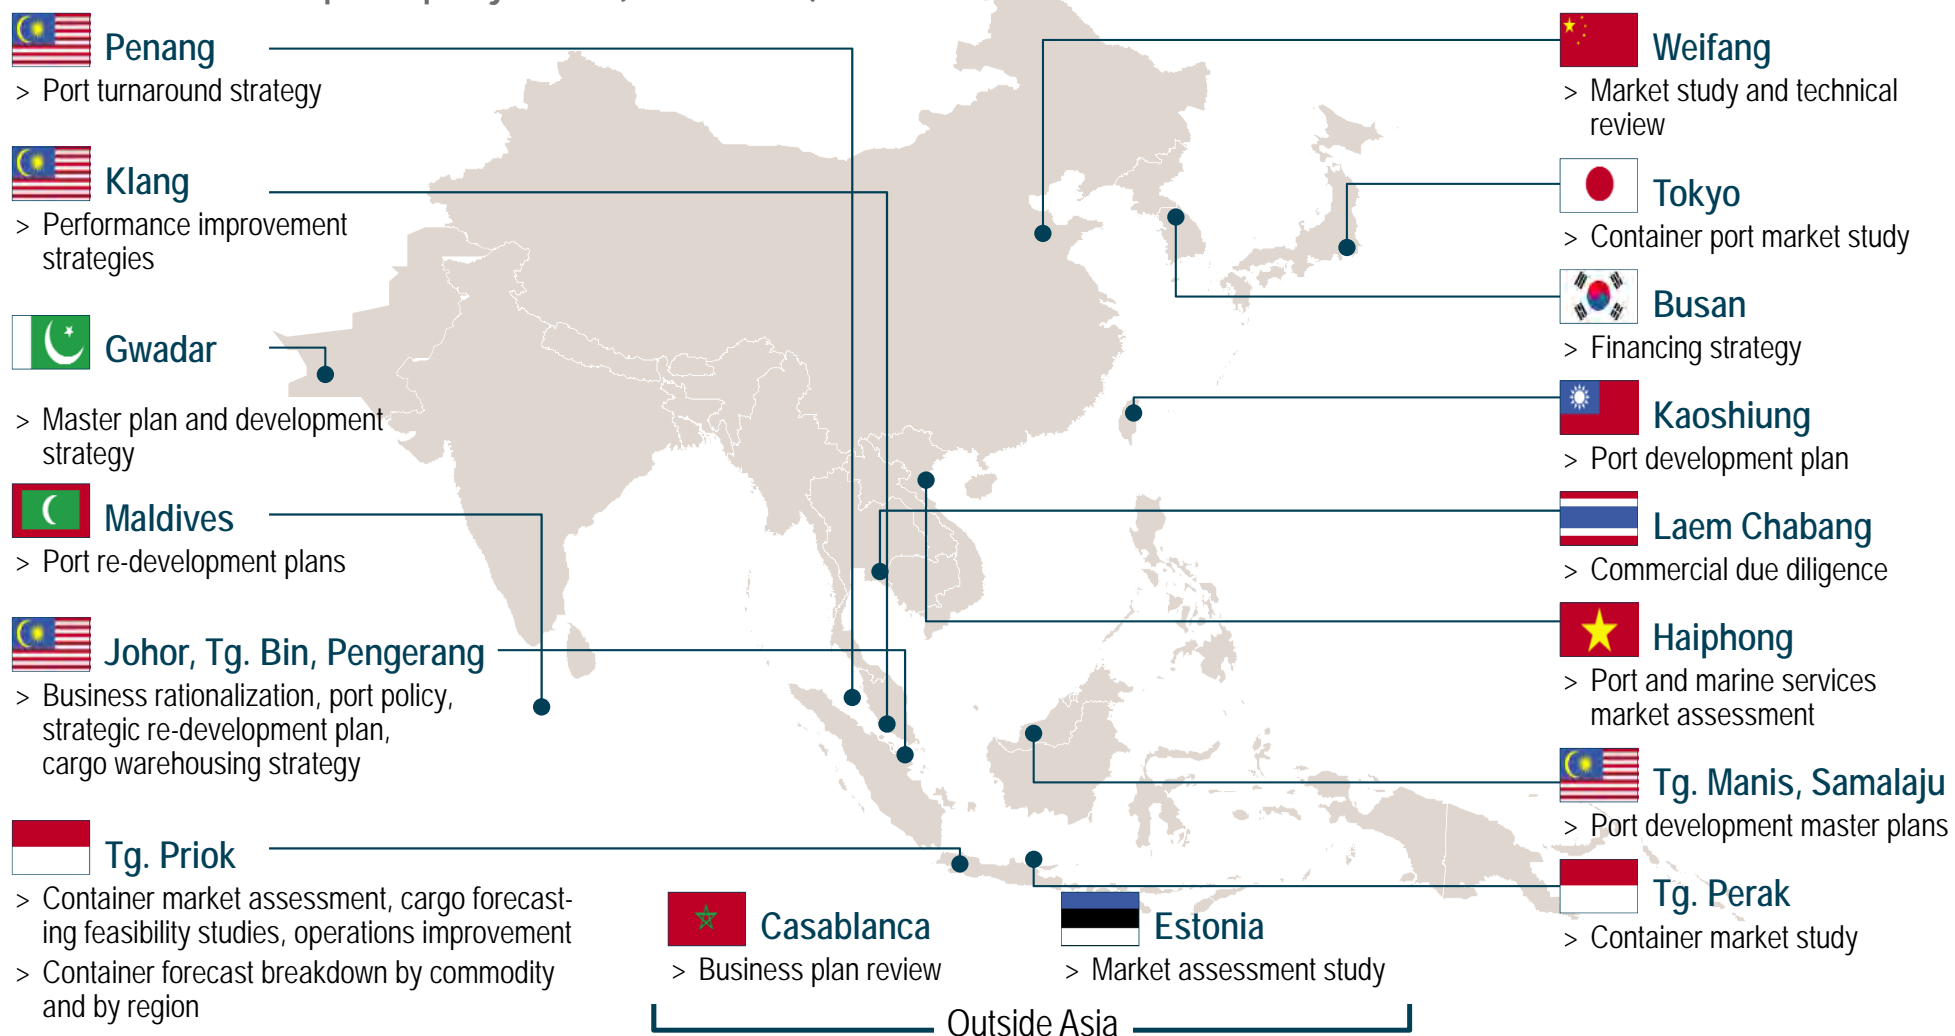 Penang
> Port turnaround strategy
Klang
> Performance improvement
strategies
Gwadar
> Master plan and development
strategy
Maldives
> Port re-development plans
Johor, Tg. Bin, Pengerang
> Business rationalization, port policy,
strategic re-development plan,
cargo warehousing strategy
Tg. Priok
> Container market assessment, cargo forecast-
ing feasibility studies, operations improvement
> Container forecast breakdown by commodity
and by region
Casablanca
> Business plan review
Estonia
> Market assessment study
Outside Asia
Weifang
> Market study and technical
review
Tokyo
> Container port market study
Busan
> Financing strategy
Kaoshiung
> Port development plan
Laem Chabang
> Commercial due diligence
Haiphong
> Port and marine services
market assessment
Tg. Manis, Samalaju
> Port development master plans
Tg. Perak
> Container market study